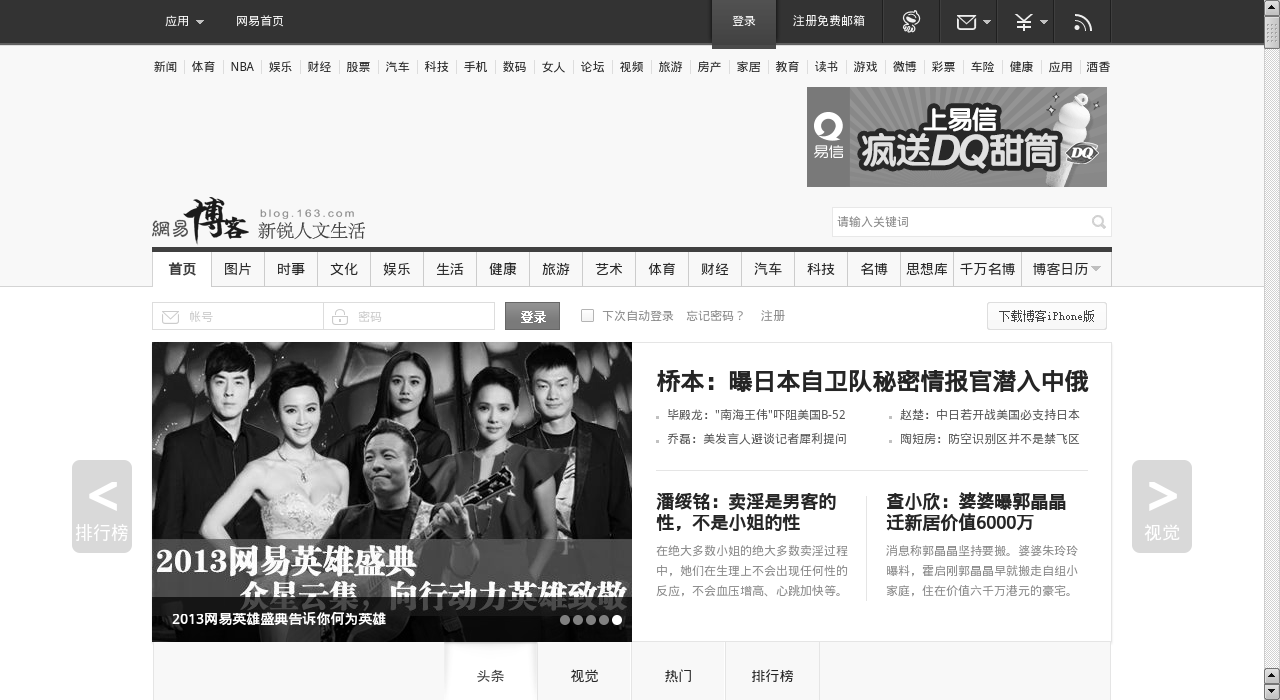 应用 网易首页 登录 注册免费邮箱
新闻 体育 NBA 娱乐 财经 股票 汽车 科技 手机 数码 女人 论坛 视频 旅游 房产 家居 教育 读书 游戏 微博 彩票 车险 健康 应用 酒香
上易信
易信 疯送DQ甜筒 DQ
網易博客 blog.163.com
新锐人文生活
请输入关键词
首页 图片 时事 文化 娱乐 生活 健康 旅游 艺术 体育 财经 汽车 科技 名博 思想库 千万名博 博客日历
帐号 密码 登录 下次自动登录 忘记密码? 注册 下载博客iPhone版
桥本：曝日本自卫队秘密情报官潜入中俄
毕殿龙："南海王伟"吓阻美国B-52 赵楚：中日若开战美国必支持日本
乔磊：美发言人避谈记者犀利提问 陶短房：防空识别区并不是禁飞区
潘绥铭：卖淫是男客的
性，不是小姐的性
在绝大多数小姐的绝大多数卖淫过程
中，她们在生理上不会出现任何性的
反应，不会血压增高、心跳加快等。
查小欣：婆婆曝郭晶晶
迁新居价值6000万
消息称郭晶晶坚持要搬。婆婆朱玲玲
曝料，霍启刚郭晶晶早就搬走自组小
家庭，住在价值六千万港元的豪宅。
<
排行榜
>
视觉
2013网易英雄盛典
众星云集，向行动力英雄致敬
2013网易英雄盛典告诉你何为英雄
头条 视觉 热门 排行榜